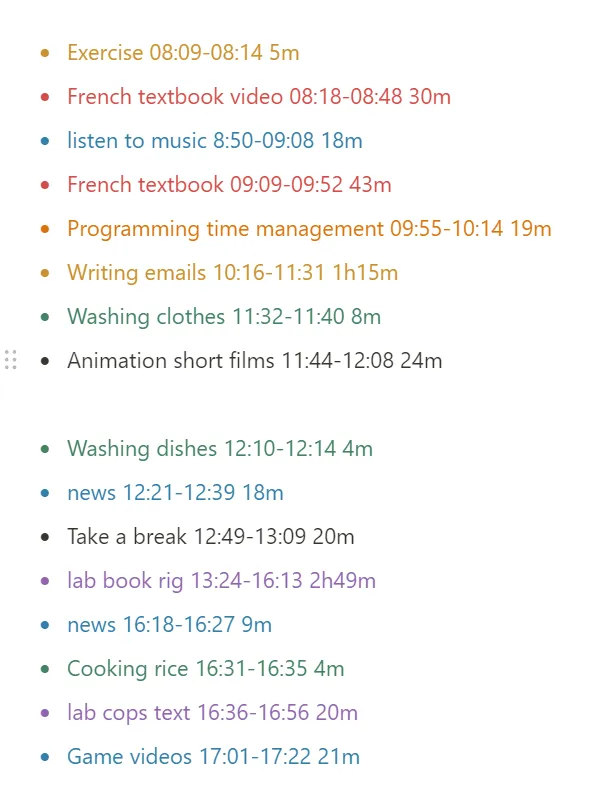 Exercise 08:09-08:14 5m
French textbook video 08:18-08:48 30m
listen to music 8:50-09:08 18m
French textbook 09:09-09:52 43m
Programming time management 09:55-10:14 19m
Writing emails 10:16-11:31 1h15m
Washing clothes 11:32-11:40 8m
Animation short films 11:44-12:08 24m
Washing dishes 12:10-12:14 4m
news 12:21-12:39 18m
Take a break 12:49-13:09 20m
lab book rig 13:24-16:13 2h49m
news 16:18-16:27 9m
Cooking rice 16:31-16:35 4m
lab cops text 16:36-16:56 20m
Game videos 17:01-17:22 21m